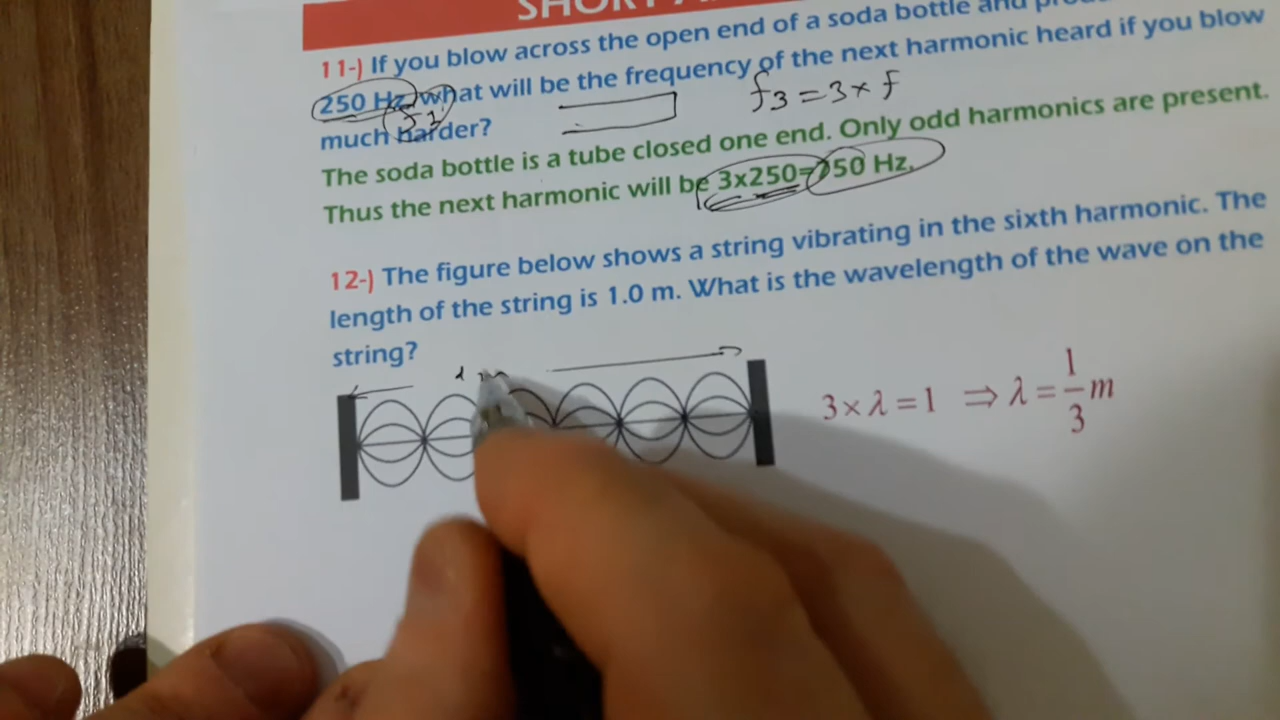 SHORT
11-) If you blow across the open end of a soda bottle and
250 Hz, what will be the frequency of the next harmonic heard if you blow
much harder?
f3 = 3 x f
The soda bottle is a tube closed one end. Only odd harmonics are present.
Thus the next harmonic will be 3x250=750 Hz.
12-) The figure below shows a string vibrating in the sixth harmonic. The
length of the string is 1.0 m. What is the wavelength of the wave on the
string?
3 × λ = 1 ⇒ λ = 1/3 m